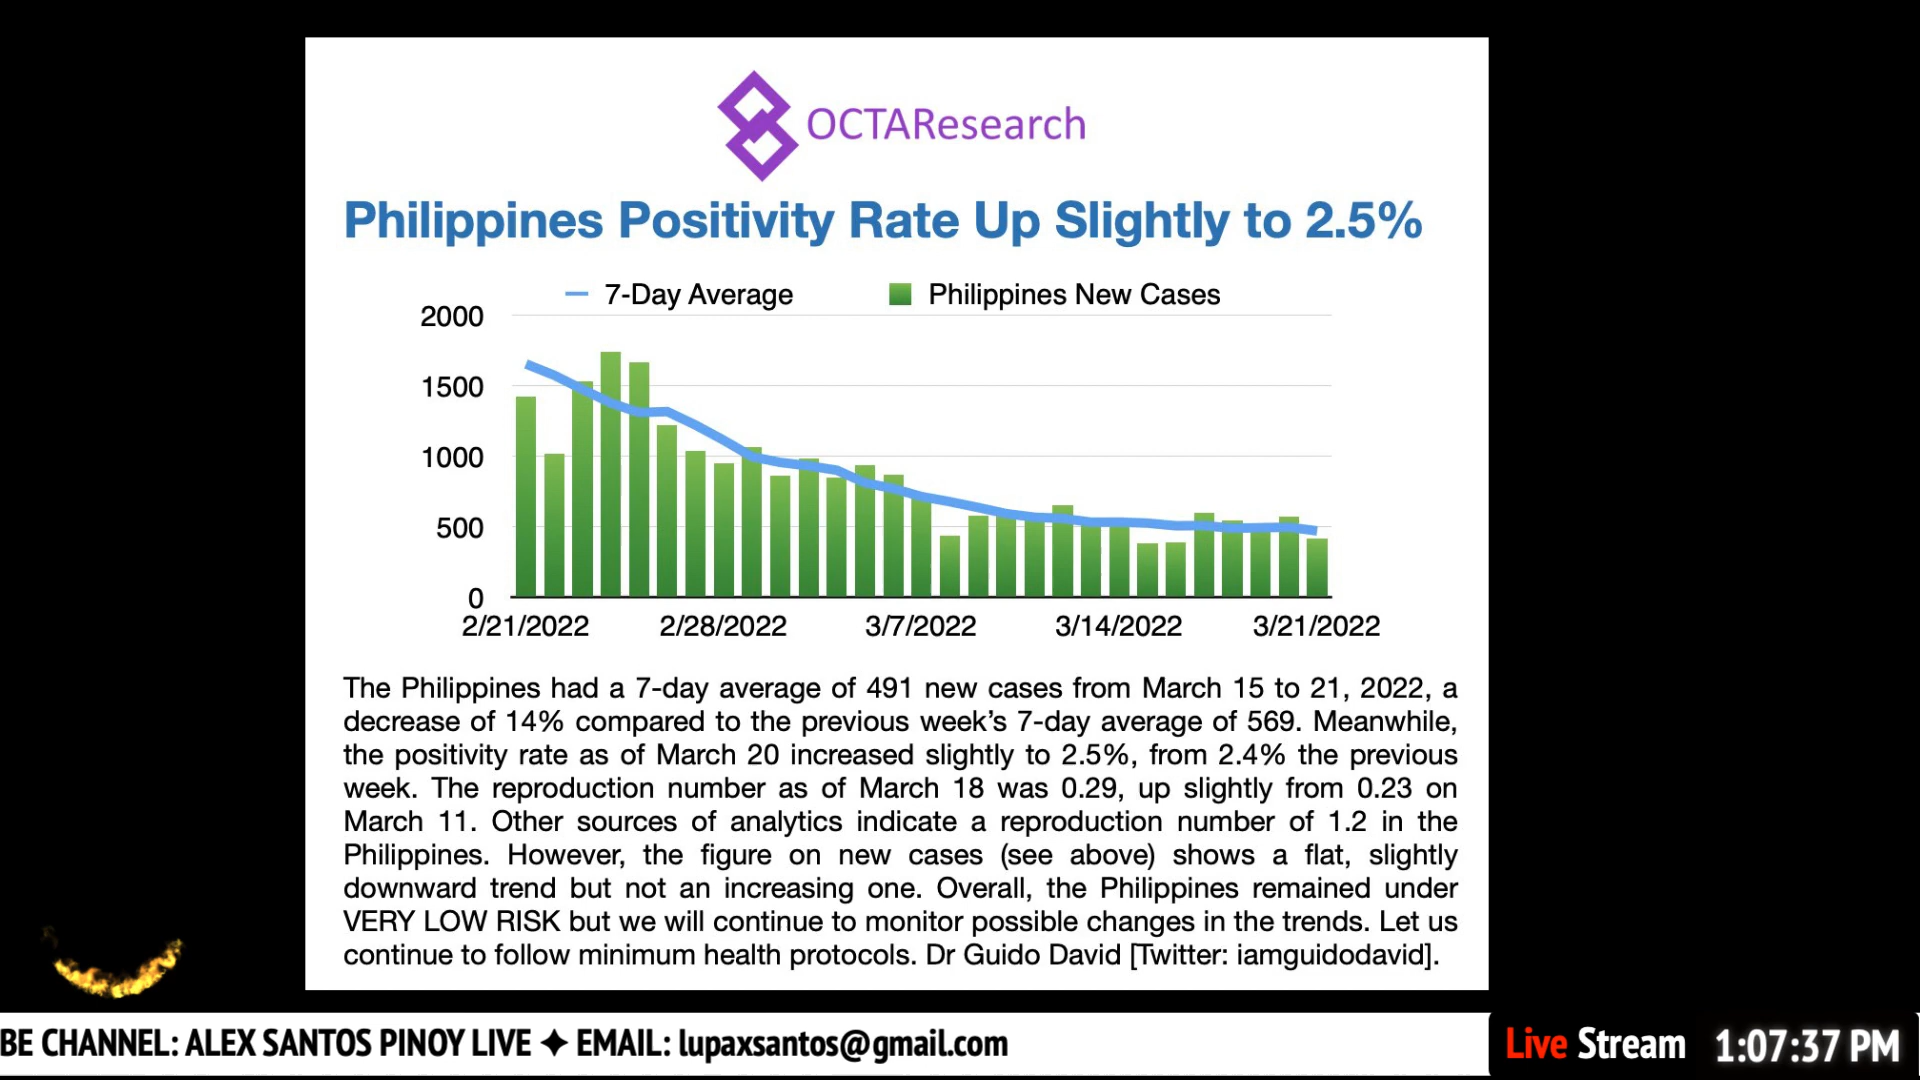 OCTAResearch
Philippines Positivity Rate Up Slightly to 2.5%
7-Day Average
Philippines New Cases
2000
1500
1000
500
0
2/21/2022 2/28/2022 3/7/2022 3/14/2022 3/21/2022
The Philippines had a 7-day average of 491 new cases from March 15 to 21, 2022, a
decrease of 14% compared to the previous week's 7-day average of 569. Meanwhile,
the positivity rate as of March 20 increased slightly to 2.5%, from 2.4% the previous
week. The reproduction number as of March 18 was 0.29, up slightly from 0.23 on
March 11. Other sources of analytics indicate a reproduction number of 1.2 in the
Philippines. However, the figure on new cases (see above) shows a flat, slightly
downward trend but not an increasing one. Overall, the Philippines remained under
VERY LOW RISK but we will continue to monitor possible changes in the trends. Let us
continue to follow minimum health protocols. Dr Guido David [Twitter: iamguidodavid].
BE CHANNEL: ALEX SANTOS PINOY LIVE ✦ EMAIL: lupaxsantos@gmail.com
Live Stream 1:07:37 PM